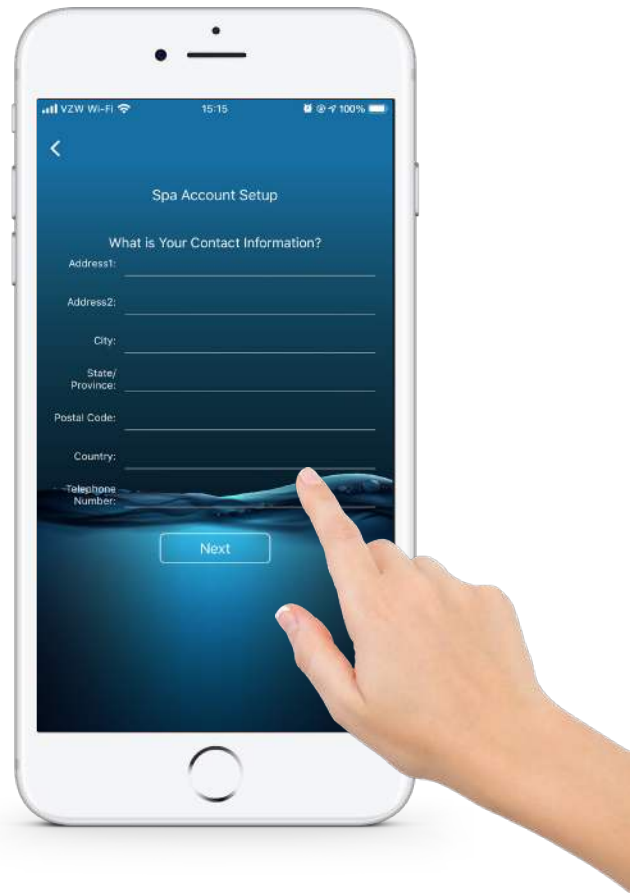 VZW Wi-Fi 15:15 100%
Spa Account Setup
What is Your Contact Information?
Address1:
Address2:
City:
State/
Province:
Postal Code:
Country:
Telephone
Number:
Next